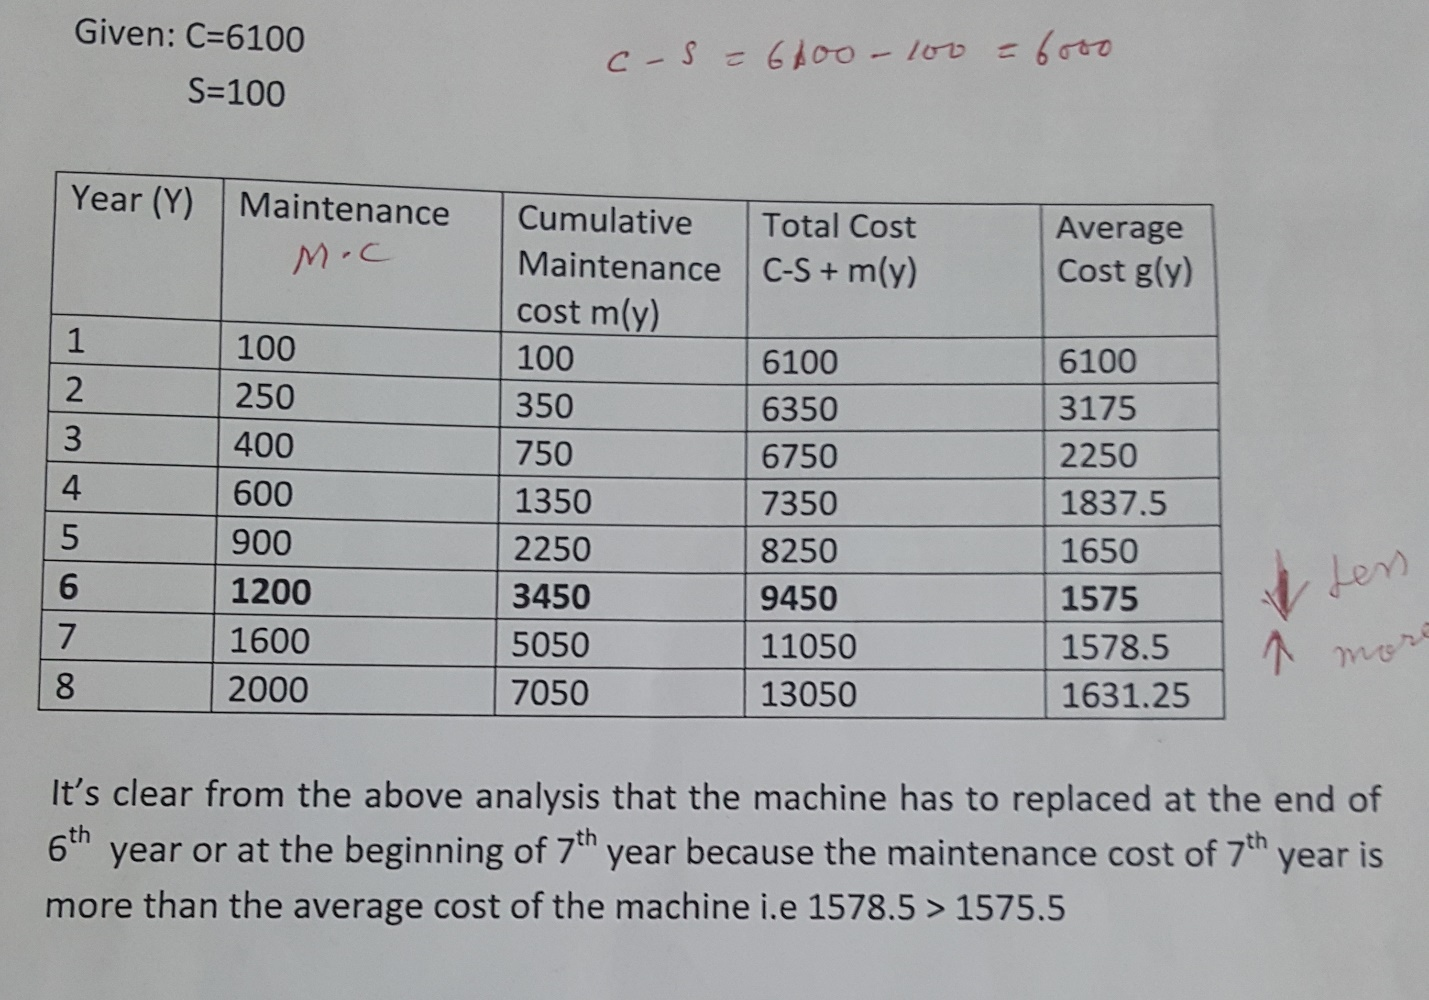 Given: C=6100
C - S = 6100 - 100 = 6000
S=100
Year (Y) Maintenance M.C Cumulative Maintenance cost m(y) Total Cost C-S + m(y) Average Cost g(y)
1 100 100 6100 6100
2 250 350 6350 3175
3 400 750 6750 2250
4 600 1350 7350 1837.5
5 900 2250 8250 1650
6 1200 3450 9450 1575 ↓ Less
7 1600 5050 11050 1578.5 ↑ more
8 2000 7050 13050 1631.25
It's clear from the above analysis that the machine has to replaced at the end of
6th year or at the beginning of 7th year because the maintenance cost of 7th year is
more than the average cost of the machine i.e 1578.5 > 1575.5